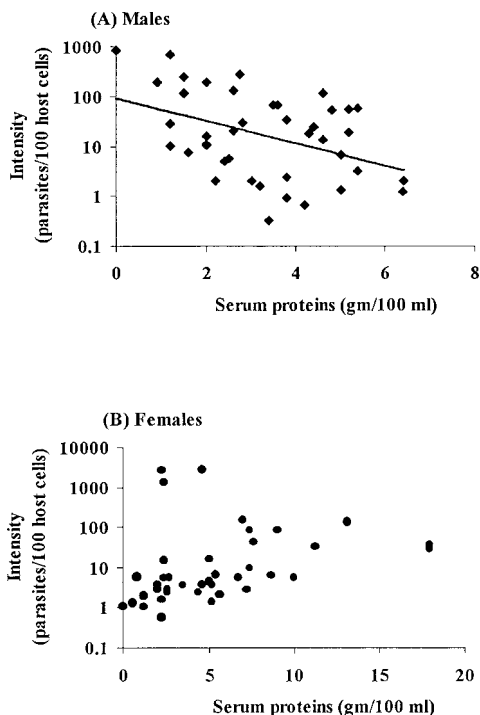 (A) Males
Intensity
(parasites/100 host cells)
1000
100
10
1
0.1
0 2 4 6 8
Serum proteins (gm/100 ml)
(B) Females
Intensity
(parasites/100 host cells)
10000
1000
100
10
1
0.1
0 5 10 15 20
Serum proteins (gm/100 ml)